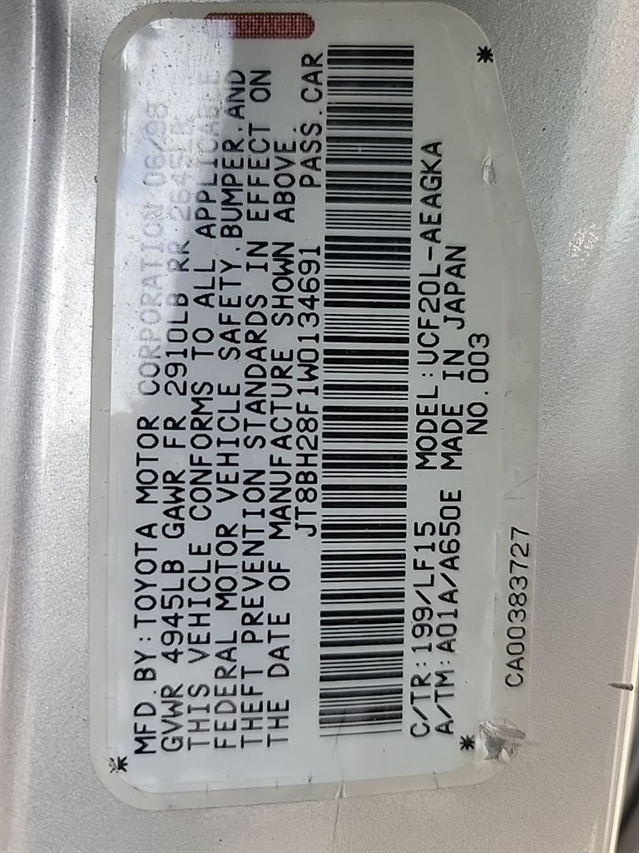 MFD.BY:TOYOTA MOTOR CORPORATION 06/98
GVWR 4945LB GAWR FR 2910LB RR 2645LB
THIS VEHICLE CONFORMS TO ALL APPLICABLE
FEDERAL MOTOR VEHICLE SAFETY,BUMPER,AND
THEFT PREVENTION STANDARDS IN EFFECT ON
THE DATE OF MANUFACTURE SHOWN ABOVE.
JT8BH28F1W0134691 PASS.CAR
C/TR:199/LF15 MODEL:UCF20L-AEAGKA
A/TM:A01A/A650E MADE IN JAPAN
NO.003
CA00383727